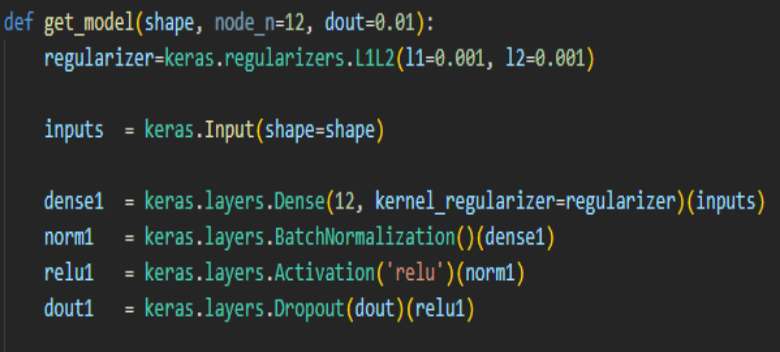 def get_model(shape, node_n=12, dout=0.01):
    regularizer=keras.regularizers.L1L2(l1=0.001, l2=0.001)
    inputs  = keras.Input(shape=shape)
    dense1  = keras.layers.Dense(12, kernel_regularizer=regularizer)(inputs)
    norm1   = keras.layers.BatchNormalization()(dense1)
    relu1   = keras.layers.Activation('relu')(norm1)
    dout1   = keras.layers.Dropout(dout)(relu1)